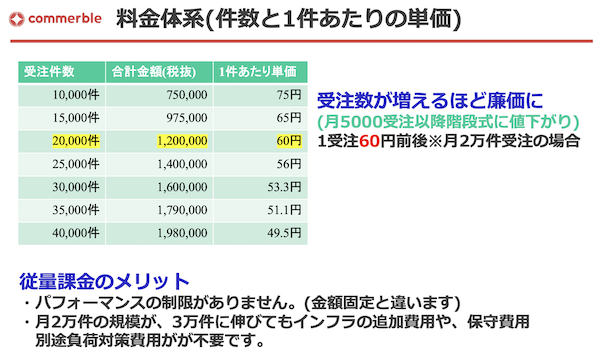 commerble 料金体系(件数と1件あたりの単価)
受注件数 合計金額(税抜) 1件あたり単価
10,000件 750,000 75円
15,000件 975,000 65円
20,000件 1,200,000 60円
25,000件 1,400,000 56円
30,000件 1,600,000 53.3円
35,000件 1,790,000 51.1円
40,000件 1,980,000 49.5円
受注数が増えるほど廉価に
(月5000受注以降階段式に値下がり)
1受注60円前後※月2万件受注の場合
従量課金のメリット
・パフォーマンスの制限がありません。(金額固定と違います)
・月2万件の規模が、3万件に伸びてもインフラの追加費用や、保守費用
別途負荷対策費用がが不要です。